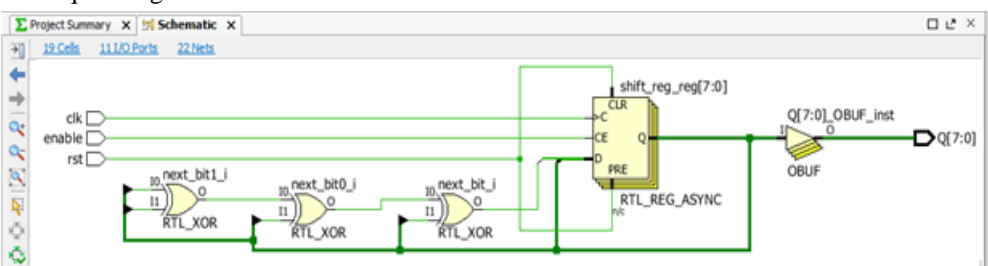 Project Summary X Schematic X
19 Cells 11 I/O Ports 22 Nets
shift_reg_reg[7:0]
CLR
clk
C
Q[7:0]_OBUF_inst
enable
CE
Q
I
O
Q[7:0]
rst
D
OBUF
PRE
next_bit1_i
I0
O
I1
RTL_XOR
next_bit0_i
I0
O
I1
RTL_XOR
next_bit_i
I0
O
I1
RTL_XOR
RTL_REG_ASYNC
n/c